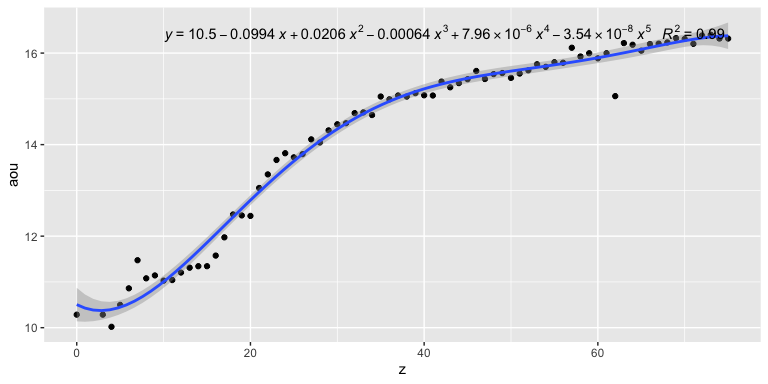 y = 10.5 − 0.0994 x + 0.0206 x² − 0.00064 x³ + 7.96 × 10⁻⁶ x⁴ − 3.54 × 10⁻⁸ x⁵   R² = 0.99
16
14
12
10
aou
0 20 40 60
z